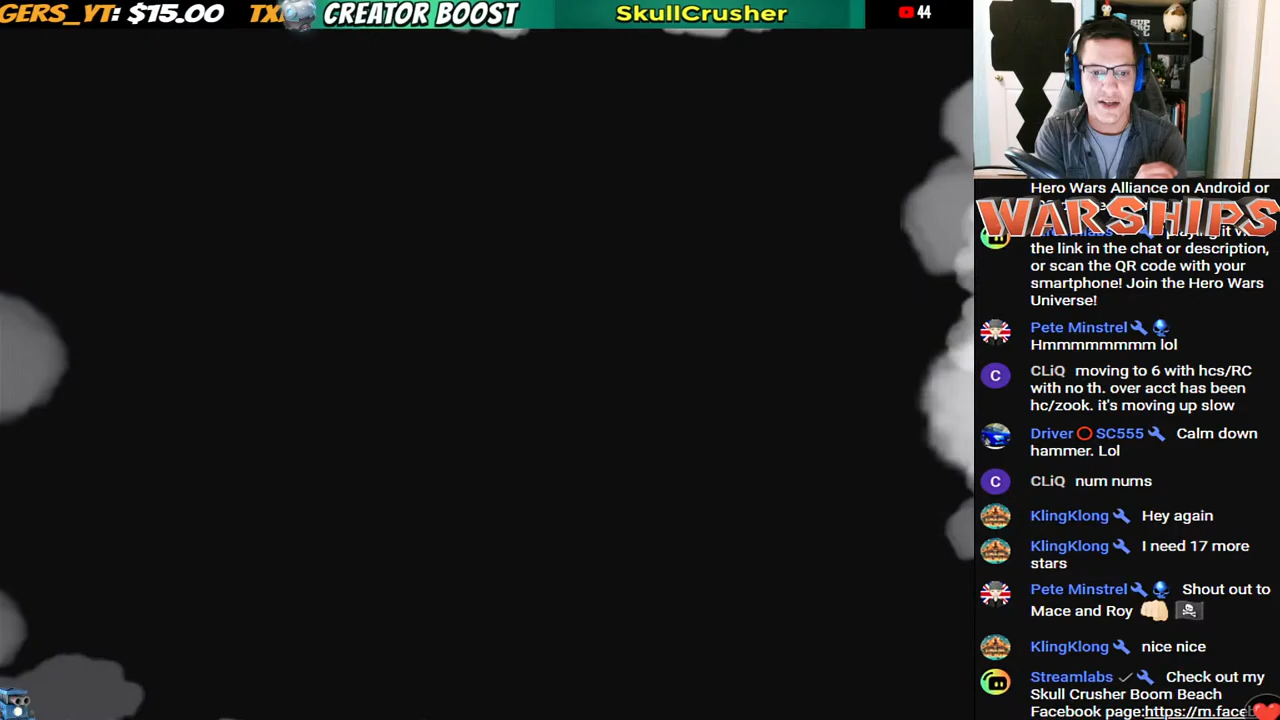 GERS_YT: $15.00 TX
CREATOR BOOST
SkullCrusher
44
Hero Wars Alliance on Android or
WARSHIPS
the link in the chat or description,
or scan the QR code with your
smartphone! Join the Hero Wars
Universe!
Pete Minstrel
Hmmmmmmm lol
CLiQ moving to 6 with hcs/RC
with no th. over acct has been
hc/zook. it's moving up slow
Driver SC555 Calm down
hammer. Lol
CLiQ num nums
KlingKlong Hey again
KlingKlong I need 17 more
stars
Pete Minstrel Shout out to
Mace and Roy
KlingKlong nice nice
Streamlabs Check out my
Skull Crusher Boom Beach
Facebook page:https://m.faceb